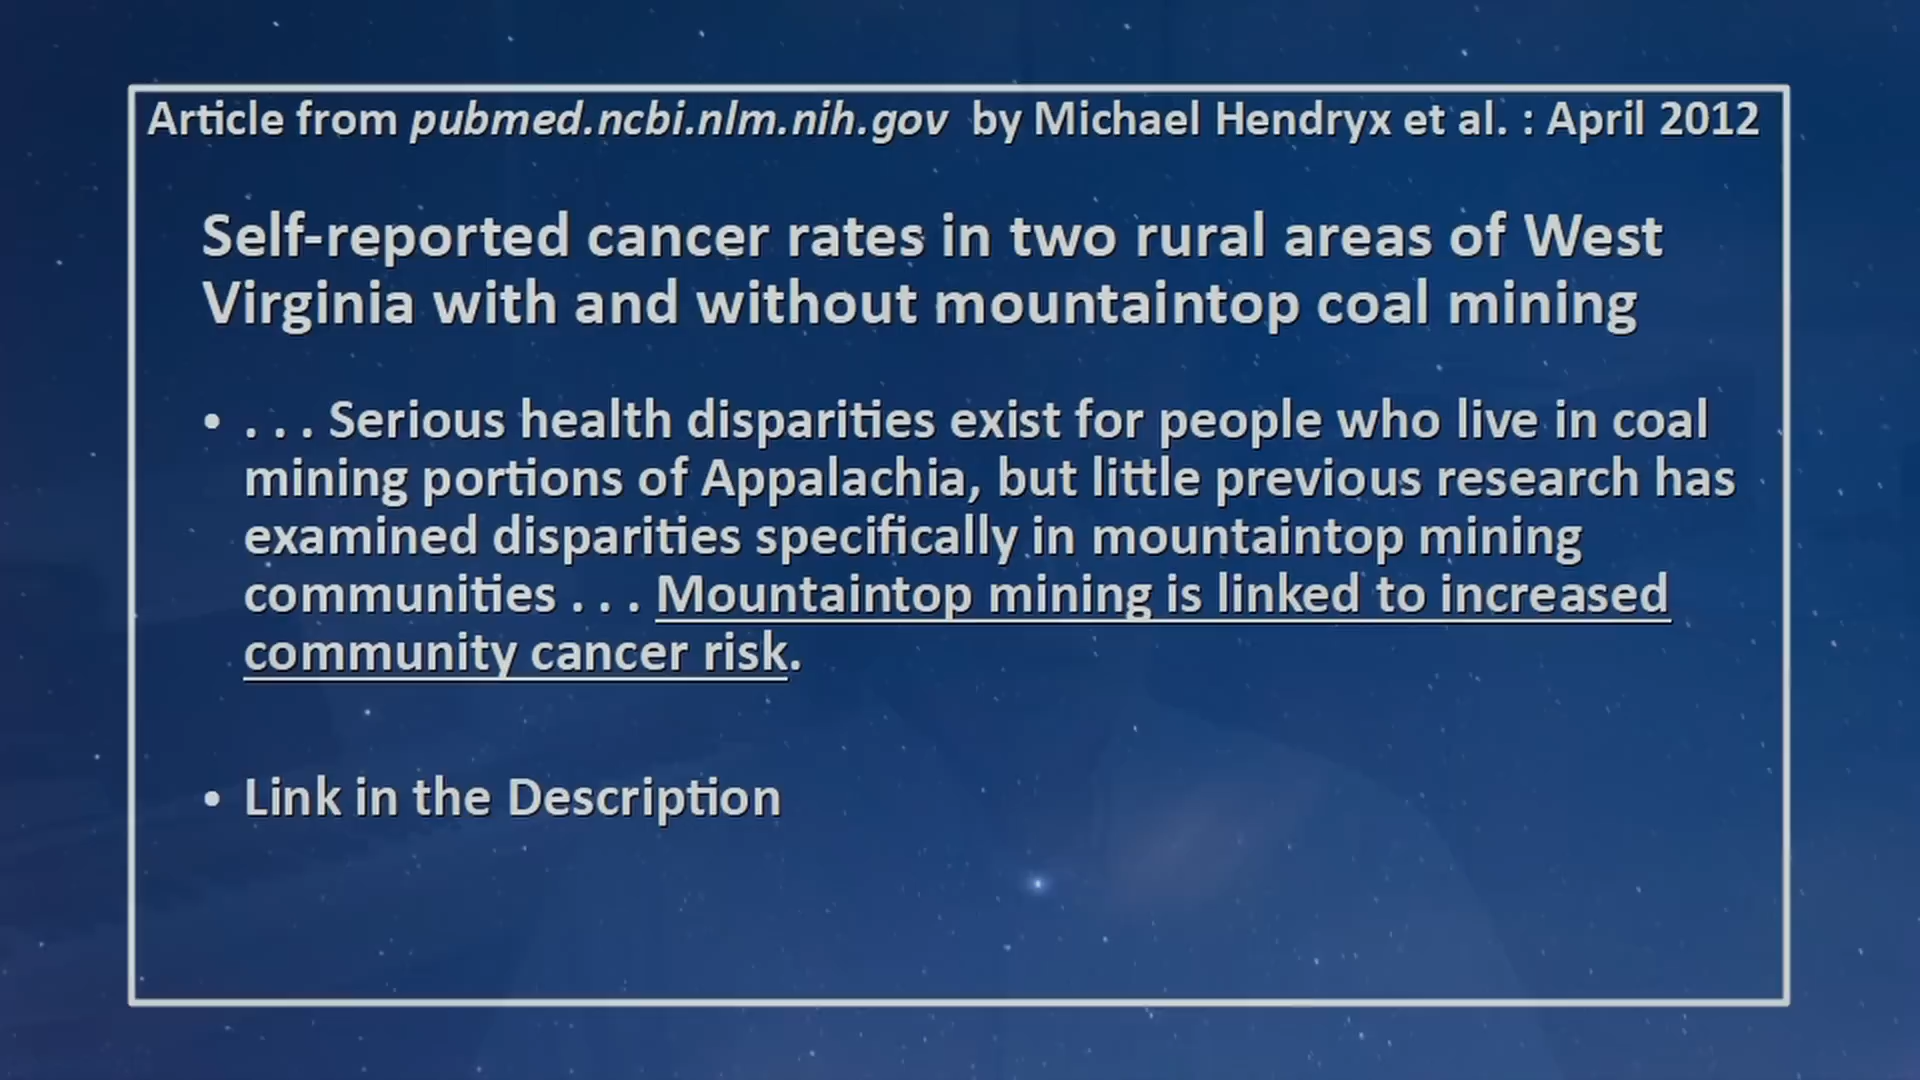 Article from pubmed.ncbi.nlm.nih.gov by Michael Hendryx et al. : April 2012
Self-reported cancer rates in two rural areas of West
Virginia with and without mountaintop coal mining
• . . . Serious health disparities exist for people who live in coal
mining portions of Appalachia, but little previous research has
examined disparities specifically in mountaintop mining
communities . . . Mountaintop mining is linked to increased
community cancer risk.
• Link in the Description